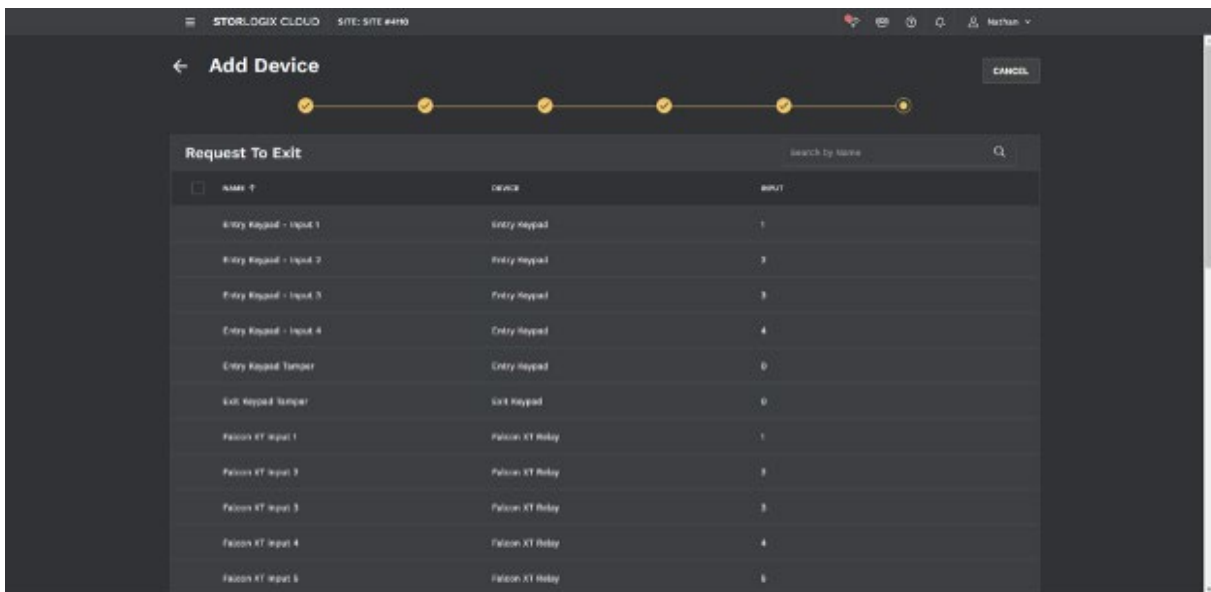 STORLOGIX CLOUD SITE: SITE #4110 Nathan
Add Device
CANCEL
Request To Exit Search by Name
NAME ↑ DEVICE INPUT
Entry Keypad - Input 1 Entry Keypad 1
Entry Keypad - Input 2 Entry Keypad 2
Entry Keypad - Input 3 Entry Keypad 3
Entry Keypad - Input 4 Entry Keypad 4
Entry Keypad Tamper Entry Keypad 0
Exit Keypad Tamper Exit Keypad 0
Falcon XT Input 1 Falcon XT Relay 1
Falcon XT Input 2 Falcon XT Relay 2
Falcon XT Input 3 Falcon XT Relay 3
Falcon XT Input 4 Falcon XT Relay 4
Falcon XT Input 5 Falcon XT Relay 5